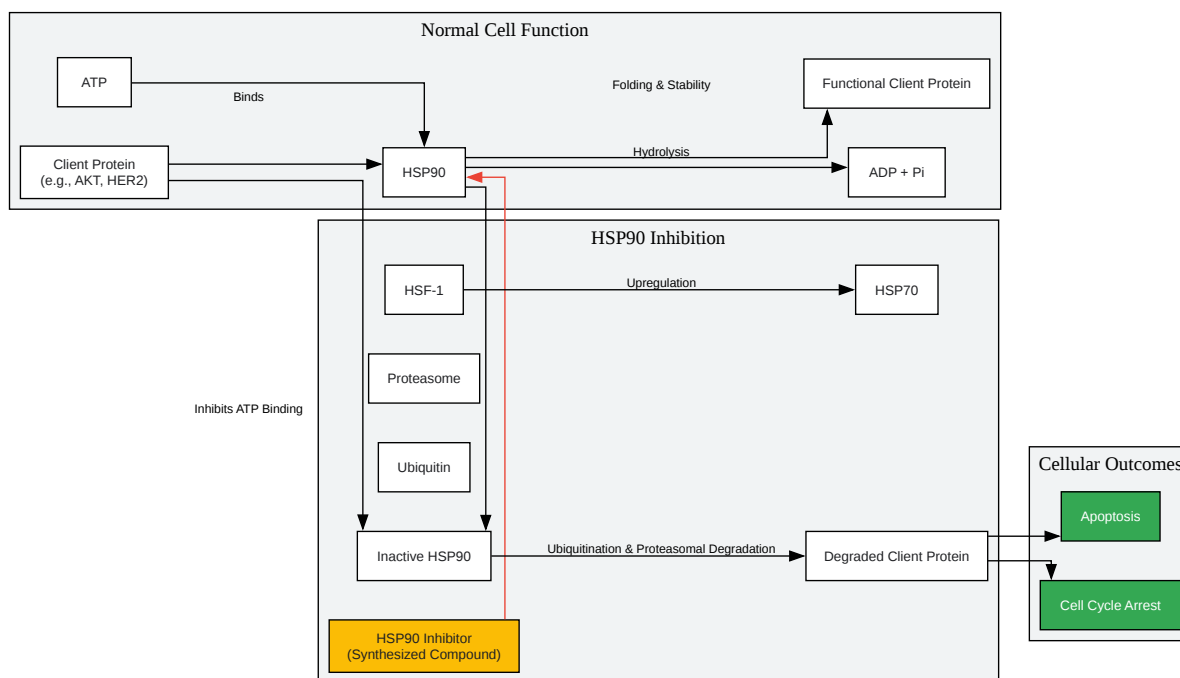 Normal Cell Function
ATP
Binds
Folding & Stability
Functional Client Protein
Client Protein
(e.g., AKT, HER2)
HSP90
Hydrolysis
ADP + Pi
HSP90 Inhibition
HSF-1
Upregulation
HSP70
Proteasome
Inhibits ATP Binding
Ubiquitin
Cellular Outcomes
Apoptosis
Inactive HSP90
Ubiquitination & Proteasomal Degradation
Degraded Client Protein
Cell Cycle Arrest
HSP90 Inhibitor
(Synthesized Compound)